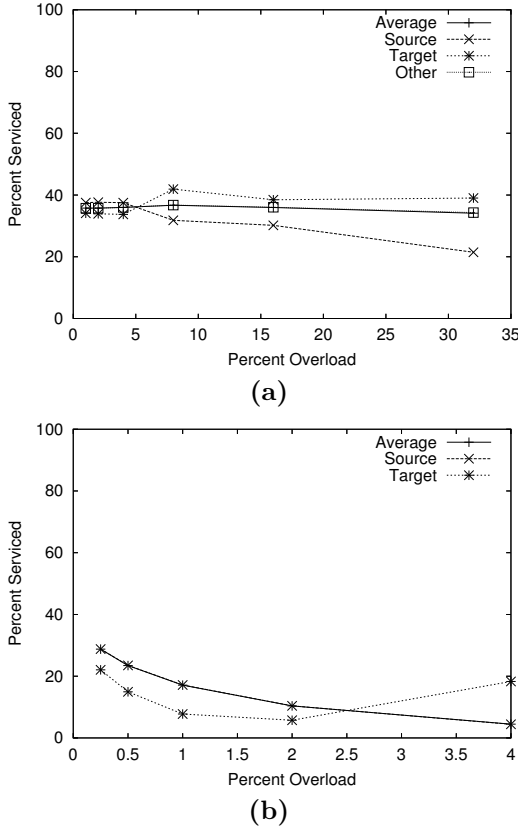 100
80
60
40
20
0
Percent Serviced
Average
Source
Target
Other
0 5 10 15 20 25 30 35
Percent Overload
(a)
100
80
60
40
20
0
Percent Serviced
Average
Source
Target
0 0.5 1 1.5 2 2.5 3 3.5 4
Percent Overload
(b)